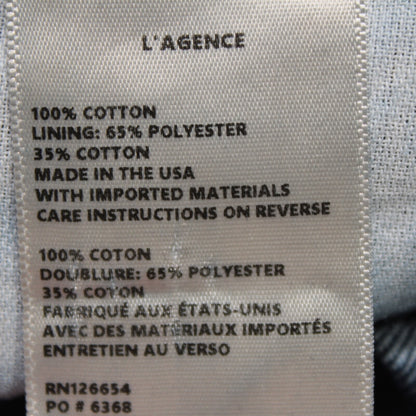 L'AGENCE
100% COTTON
LINING: 65% POLYESTER
35% COTTON
MADE IN THE USA
WITH IMPORTED MATERIALS
CARE INSTRUCTIONS ON REVERSE
100% COTON
DOUBLURE: 65% POLYESTER
35% COTON
FABRIQUÉ AUX ÉTATS-UNIS
AVEC DES MATÉRIAUX IMPORTÉS
ENTRETIEN AU VERSO
RN126654
PO # 6368